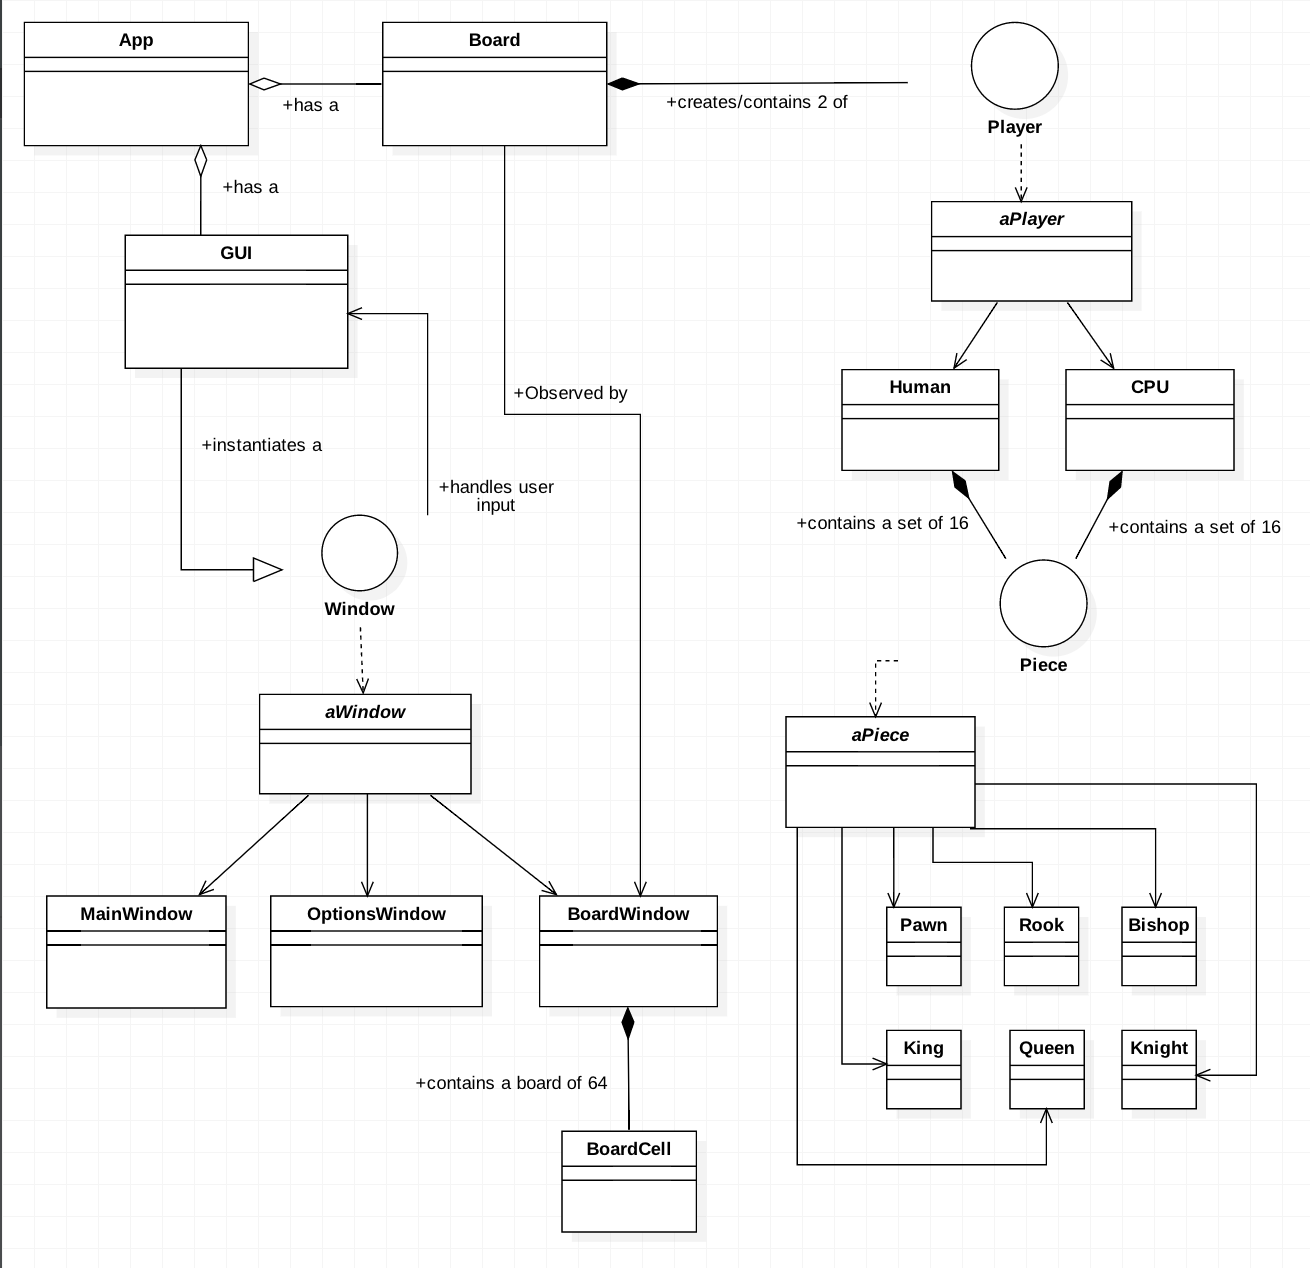 App
Board
+has a
+creates/contains 2 of
Player
+has a
aPlayer
GUI
Human
CPU
+Observed by
+instantiates a
+handles user
input
+contains a set of 16
+contains a set of 16
Window
Piece
aWindow
aPiece
MainWindow
OptionsWindow
BoardWindow
Pawn
Rook
Bishop
King
Queen
Knight
+contains a board of 64
BoardCell